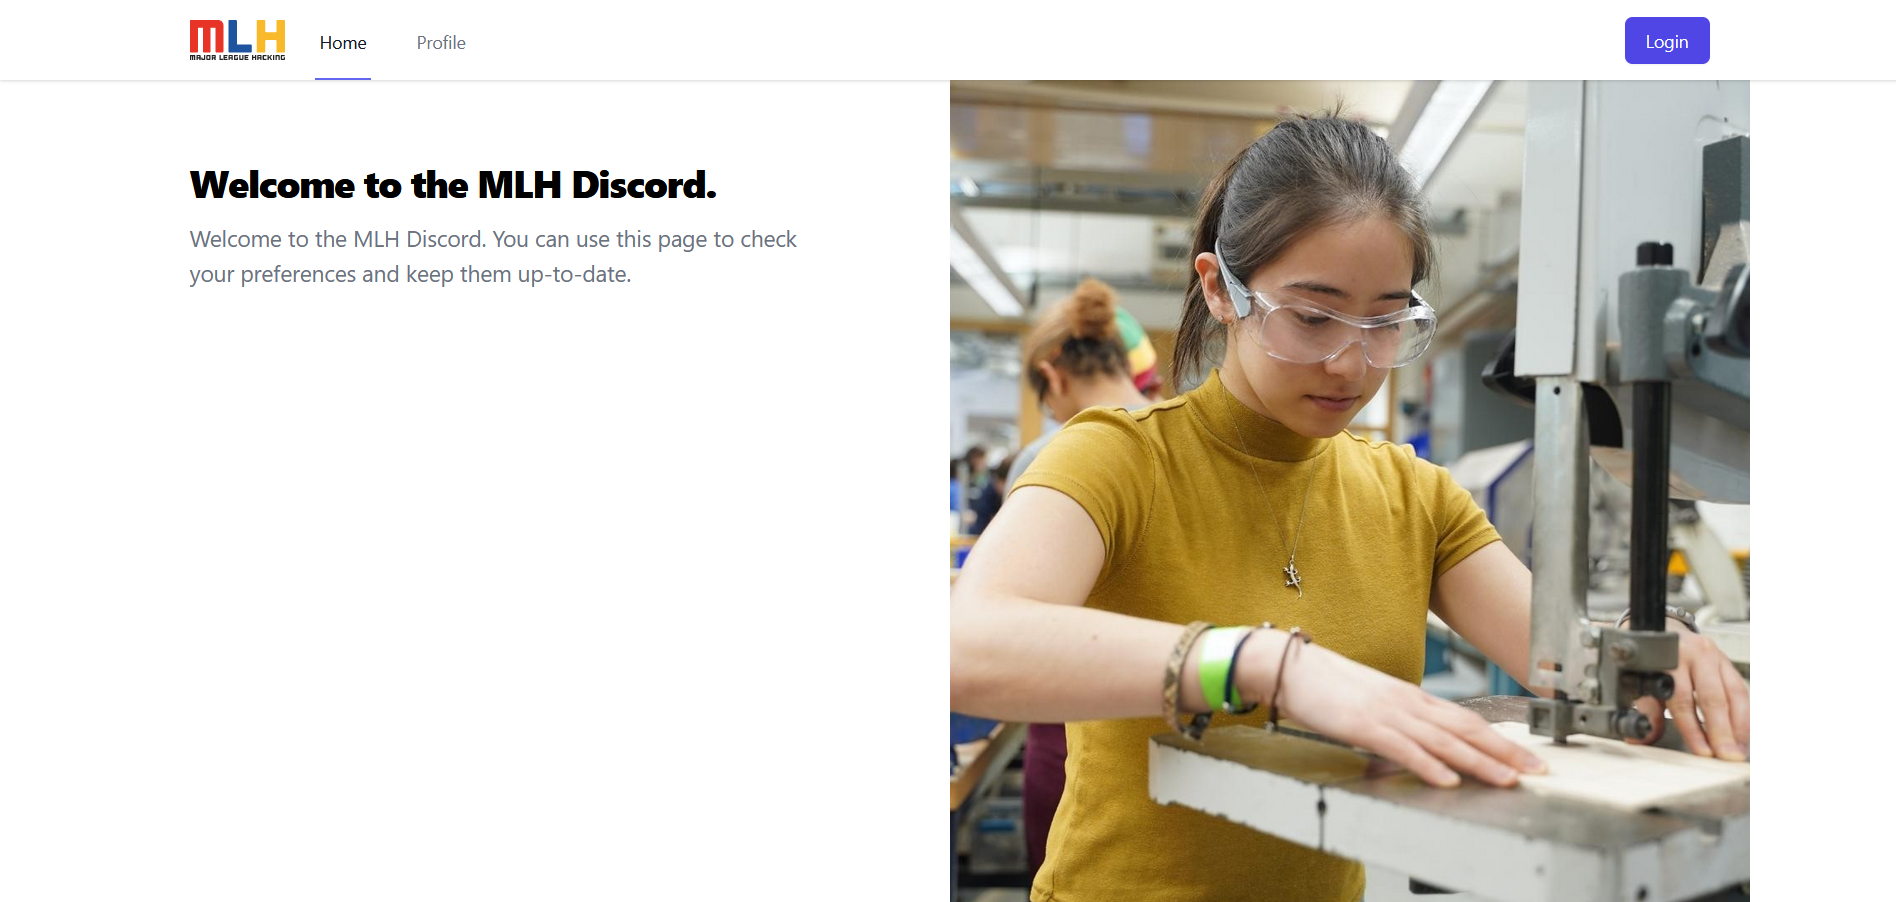 MLH
MAJOR LEAGUE HACKING
Home
Profile
Login
Welcome to the MLH Discord.
Welcome to the MLH Discord. You can use this page to check
your preferences and keep them up-to-date.